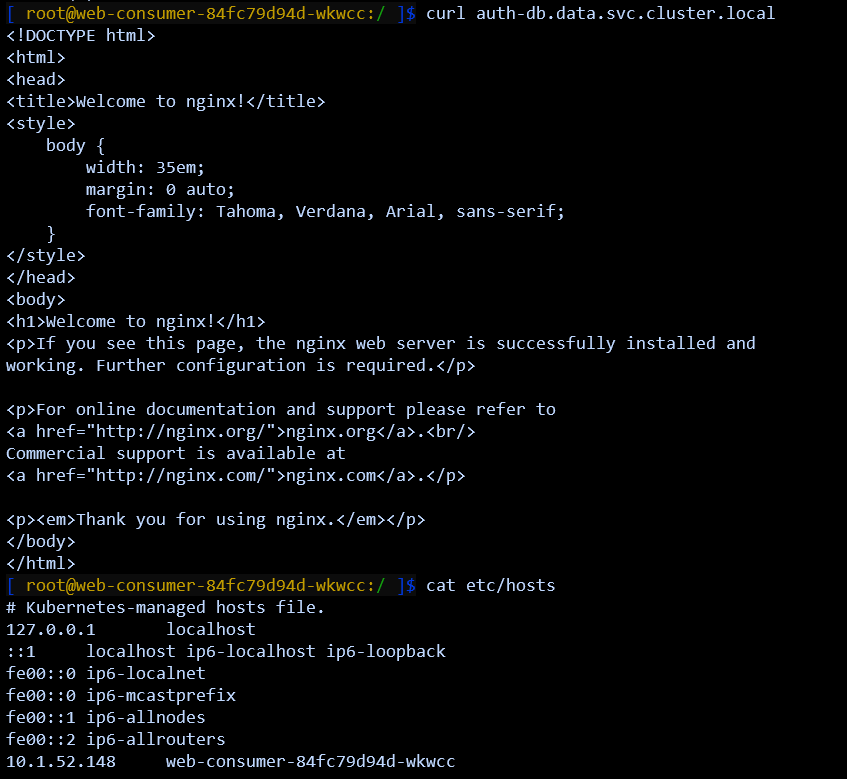 [ root@web-consumer-84fc79d94d-wkwcc:/ ]$ curl auth-db.data.svc.cluster.local
<!DOCTYPE html>
<html>
<head>
<title>Welcome to nginx!</title>
<style>
    body {
        width: 35em;
        margin: 0 auto;
        font-family: Tahoma, Verdana, Arial, sans-serif;
    }
</style>
</head>
<body>
<h1>Welcome to nginx!</h1>
<p>If you see this page, the nginx web server is successfully installed and
working. Further configuration is required.</p>

<p>For online documentation and support please refer to
<a href="http://nginx.org/">nginx.org</a>.<br/>
Commercial support is available at
<a href="http://nginx.com/">nginx.com</a>.</p>

<p><em>Thank you for using nginx.</em></p>
</body>
</html>
[ root@web-consumer-84fc79d94d-wkwcc:/ ]$ cat etc/hosts
# Kubernetes-managed hosts file.
127.0.0.1       localhost
::1     localhost ip6-localhost ip6-loopback
fe00::0 ip6-localnet
fe00::0 ip6-mcastprefix
fe00::1 ip6-allnodes
fe00::2 ip6-allrouters
10.1.52.148     web-consumer-84fc79d94d-wkwcc